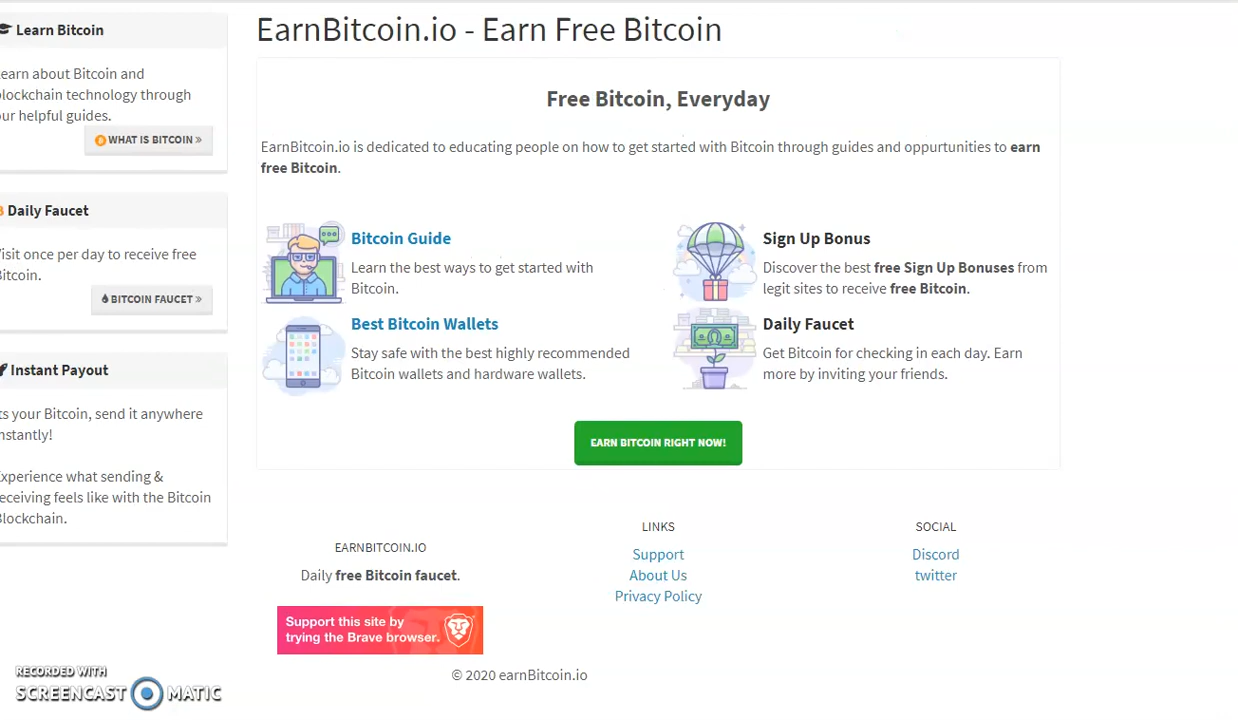 Learn Bitcoin
earn about Bitcoin and
lockchain technology through
ur helpful guides.
WHAT IS BITCOIN »
Daily Faucet
isit once per day to receive free
itcoin.
BITCOIN FAUCET »
Instant Payout
ts your Bitcoin, send it anywhere
nstantly!
xperience what sending &
eceiving feels like with the Bitcoin
lockchain.
EarnBitcoin.io - Earn Free Bitcoin
Free Bitcoin, Everyday
EarnBitcoin.io is dedicated to educating people on how to get started with Bitcoin through guides and oppurtunities to earn
free Bitcoin.
Bitcoin Guide
Learn the best ways to get started with
Bitcoin.
Best Bitcoin Wallets
Stay safe with the best highly recommended
Bitcoin wallets and hardware wallets.
Sign Up Bonus
Discover the best free Sign Up Bonuses from
legit sites to receive free Bitcoin.
Daily Faucet
Get Bitcoin for checking in each day. Earn
more by inviting your friends.
EARN BITCOIN RIGHT NOW!
EARNBITCOIN.IO
Daily free Bitcoin faucet.
Support this site by
trying the Brave browser.
LINKS
Support
About Us
Privacy Policy
SOCIAL
Discord
twitter
© 2020 earnBitcoin.io
RECORDED WITH
SCREENCAST MATIC